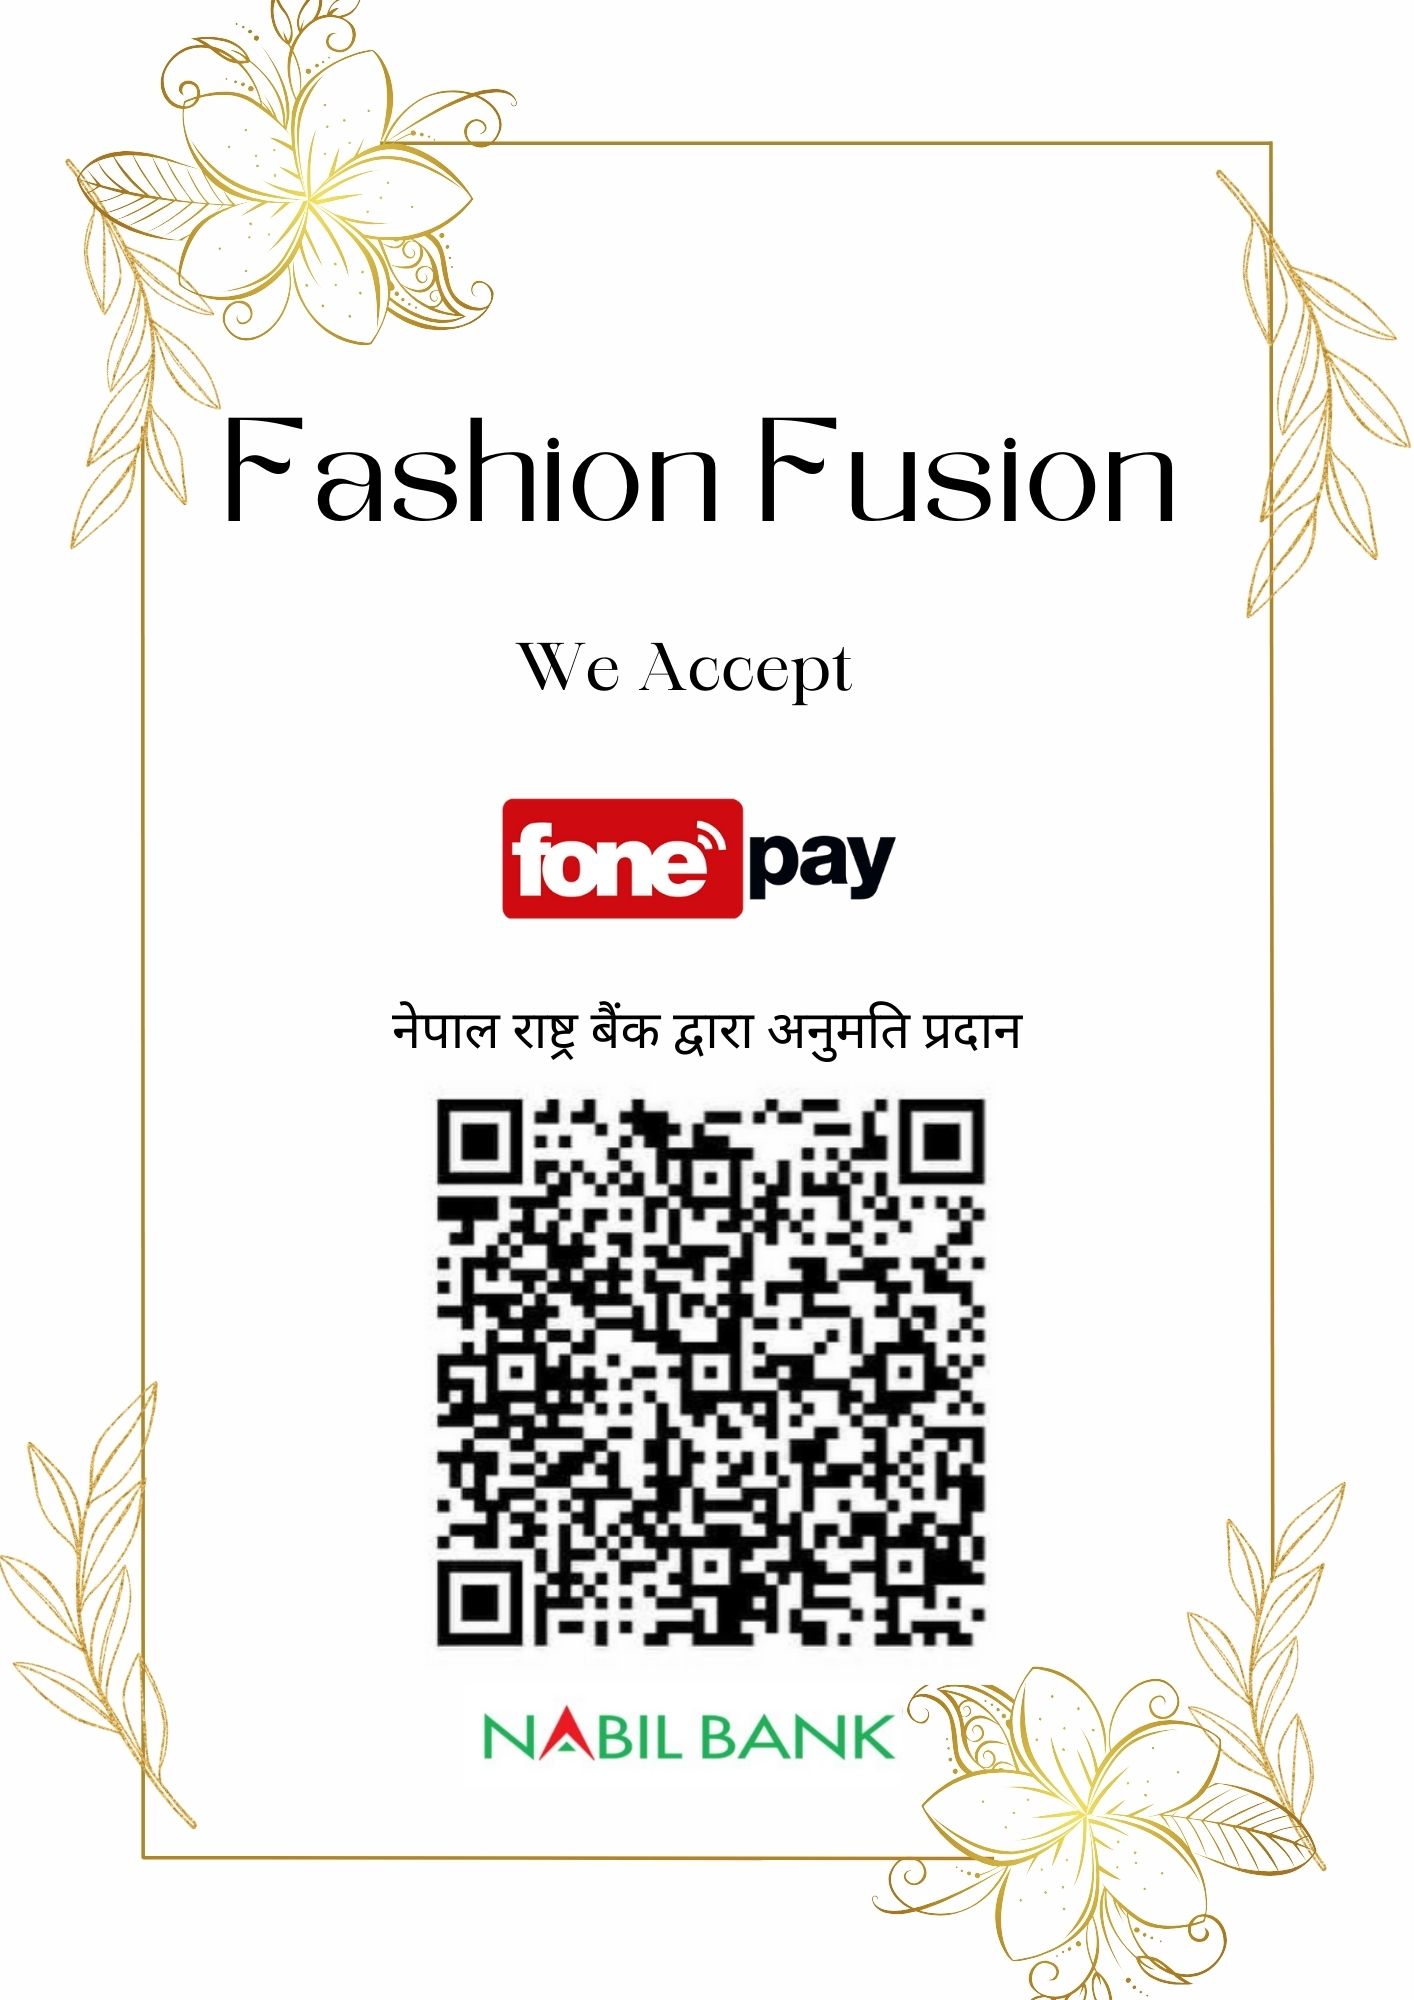 Fashion Fusion
We Accept
fonepay
नेपाल राष्ट्र बैंक द्वारा अनुमति प्रदान
NABIL BANK